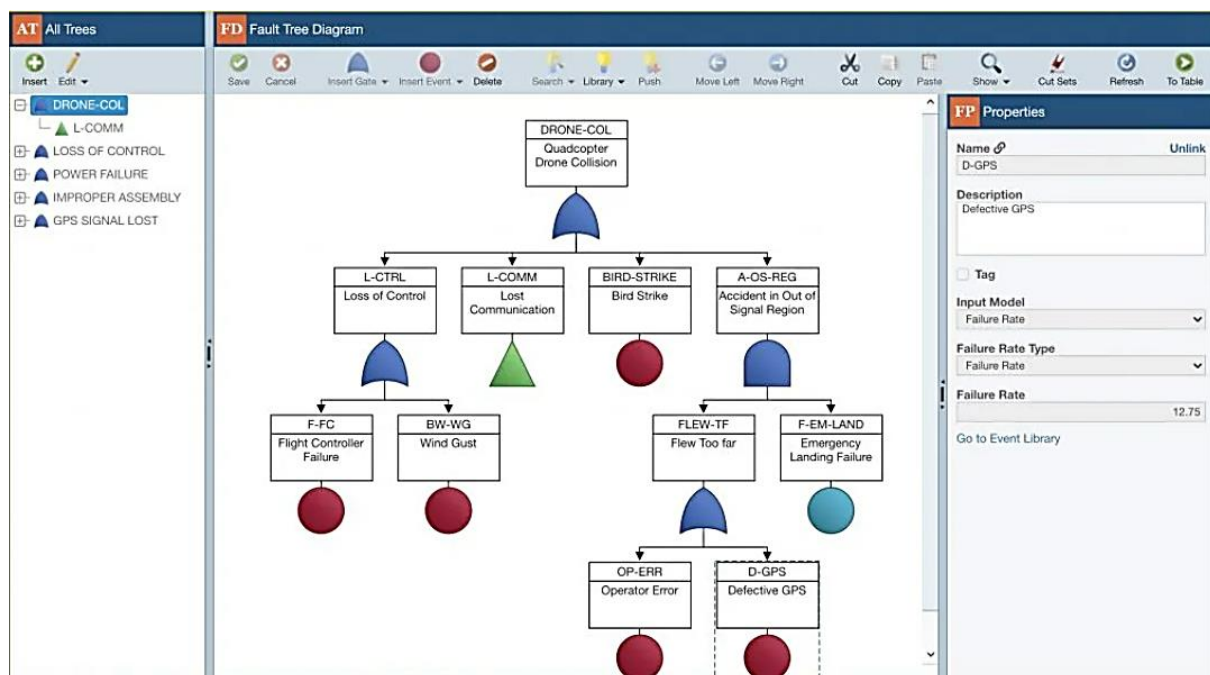 AT All Trees
Insert Edit
DRONE-COL
L-COMM
LOSS OF CONTROL
POWER FAILURE
IMPROPER ASSEMBLY
GPS SIGNAL LOST
FD Fault Tree Diagram
Save Cancel Insert Gate Insert Event Delete Search Library Push Move Left Move Right Cut Copy Paste Show Cut Sets Refresh To Table
DRONE-COL
Quadcopter
Drone Collision
L-CTRL
Loss of Control
L-COMM
Lost
Communication
BIRD-STRIKE
Bird Strike
A-OS-REG
Accident in Out of
Signal Region
F-FC
Flight Controller
Failure
BW-WG
Wind Gust
FLEW-TF
Flew Too far
F-EM-LAND
Emergency
Landing Failure
OP-ERR
Operator Error
D-GPS
Defective GPS
FP Properties
Name Unlink
D-GPS
Description
Defective GPS
Tag
Input Model
Failure Rate
Failure Rate Type
Failure Rate
Failure Rate
12.75
Go to Event Library